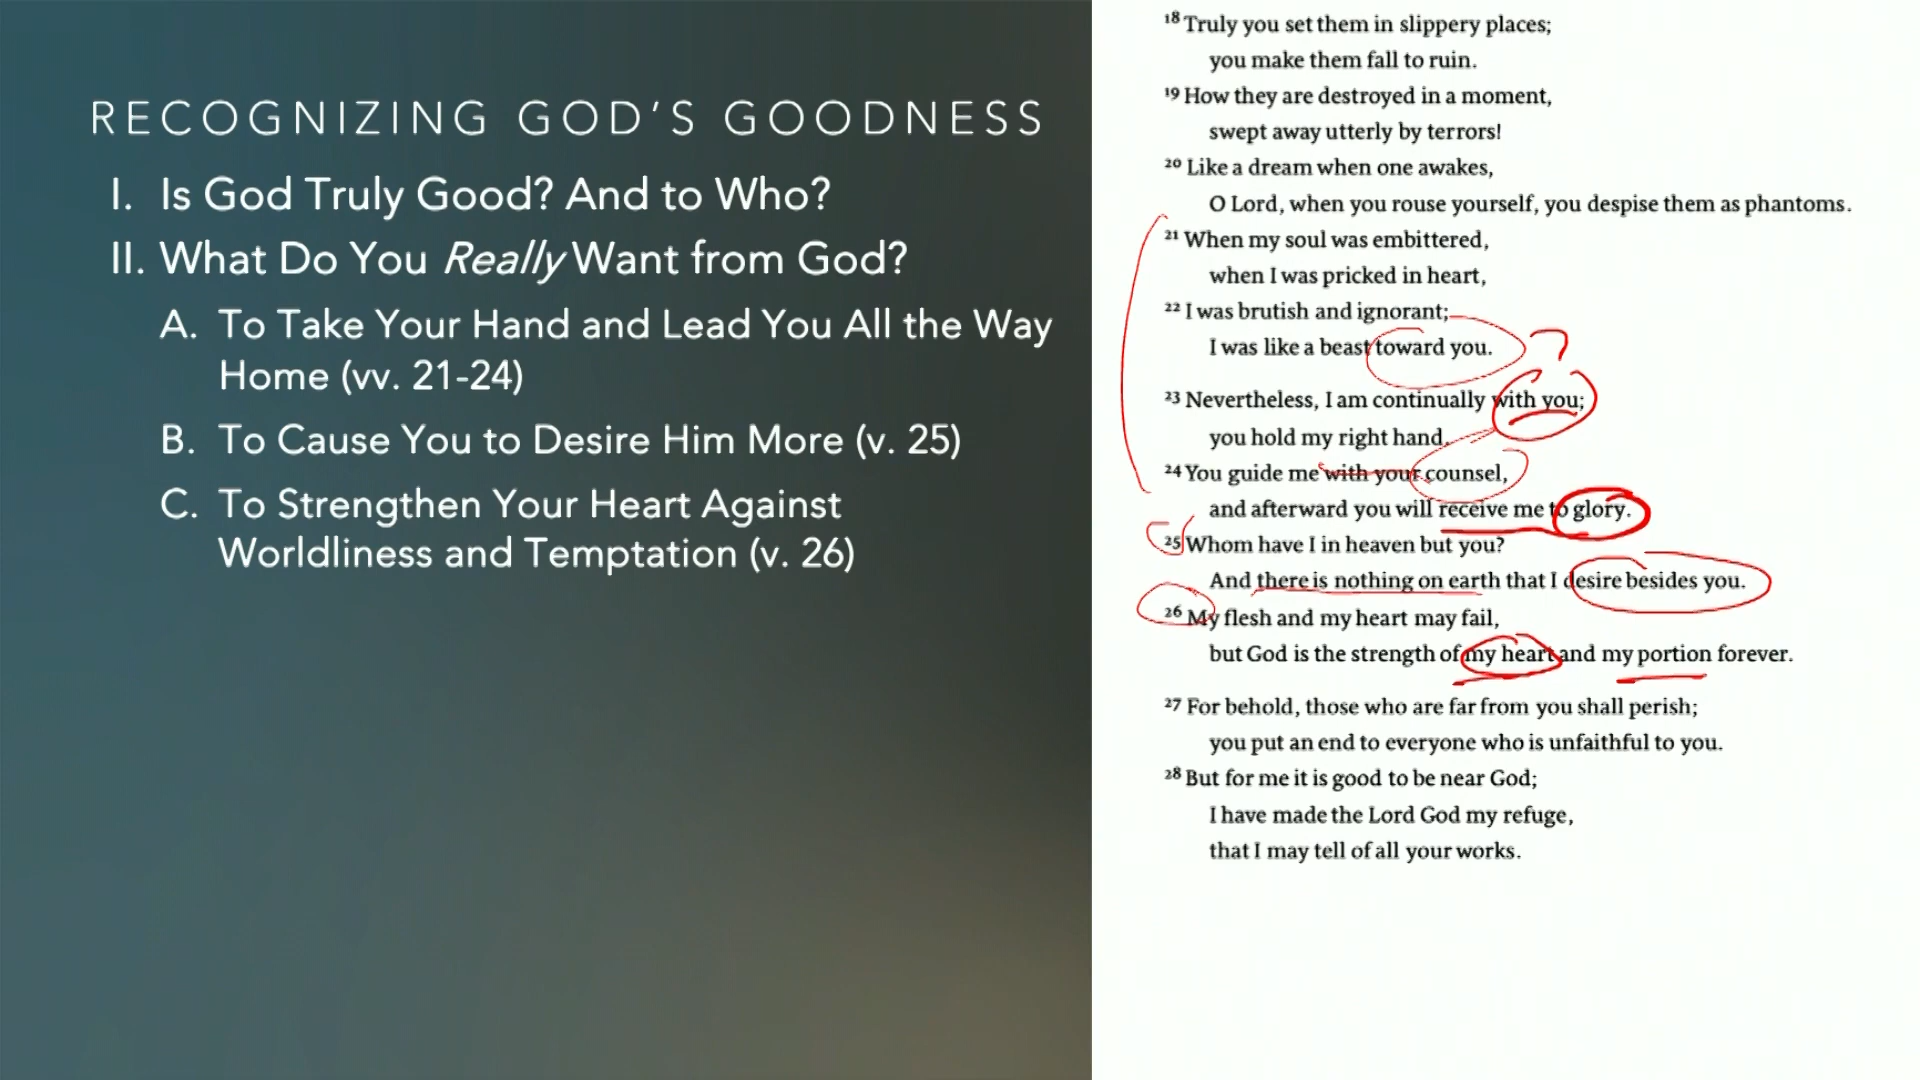 RECOGNIZING GOD'S GOODNESS
I. Is God Truly Good? And to Who?
II. What Do You Really Want from God?
A. To Take Your Hand and Lead You All the Way
Home (vv. 21-24)
B. To Cause You to Desire Him More (v. 25)
C. To Strengthen Your Heart Against
Worldliness and Temptation (v. 26)
18 Truly you set them in slippery places;
you make them fall to ruin.
19 How they are destroyed in a moment,
swept away utterly by terrors!
20 Like a dream when one awakes,
O Lord, when you rouse yourself, you despise them as phantoms.
21 When my soul was embittered,
when I was pricked in heart,
22 I was brutish and ignorant;
I was like a beast toward you.
23 Nevertheless, I am continually with you;
you hold my right hand.
24 You guide me with your counsel,
and afterward you will receive me to glory.
25 Whom have I in heaven but you?
And there is nothing on earth that I desire besides you.
26 My flesh and my heart may fail,
but God is the strength of my heart and my portion forever.
27 For behold, those who are far from you shall perish;
you put an end to everyone who is unfaithful to you.
28 But for me it is good to be near God;
I have made the Lord God my refuge,
that I may tell of all your works.